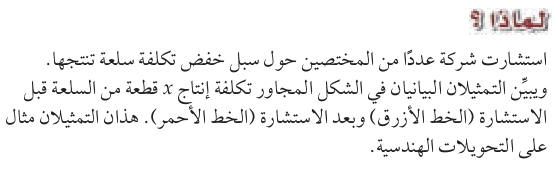 لماذا ؟
استشارت شركة عددًا من المختصين حول سبل خفض تكلفة سلعة تنتجها.
ويبيِّن التمثيلان البيانيان في الشكل المجاور تكلفة إنتاج x قطعة من السلعة قبل
الاستشارة (الخط الأزرق) وبعد الاستشارة (الخط الأحمر). هذان التمثيلان مثال
على التحويلات الهندسية.